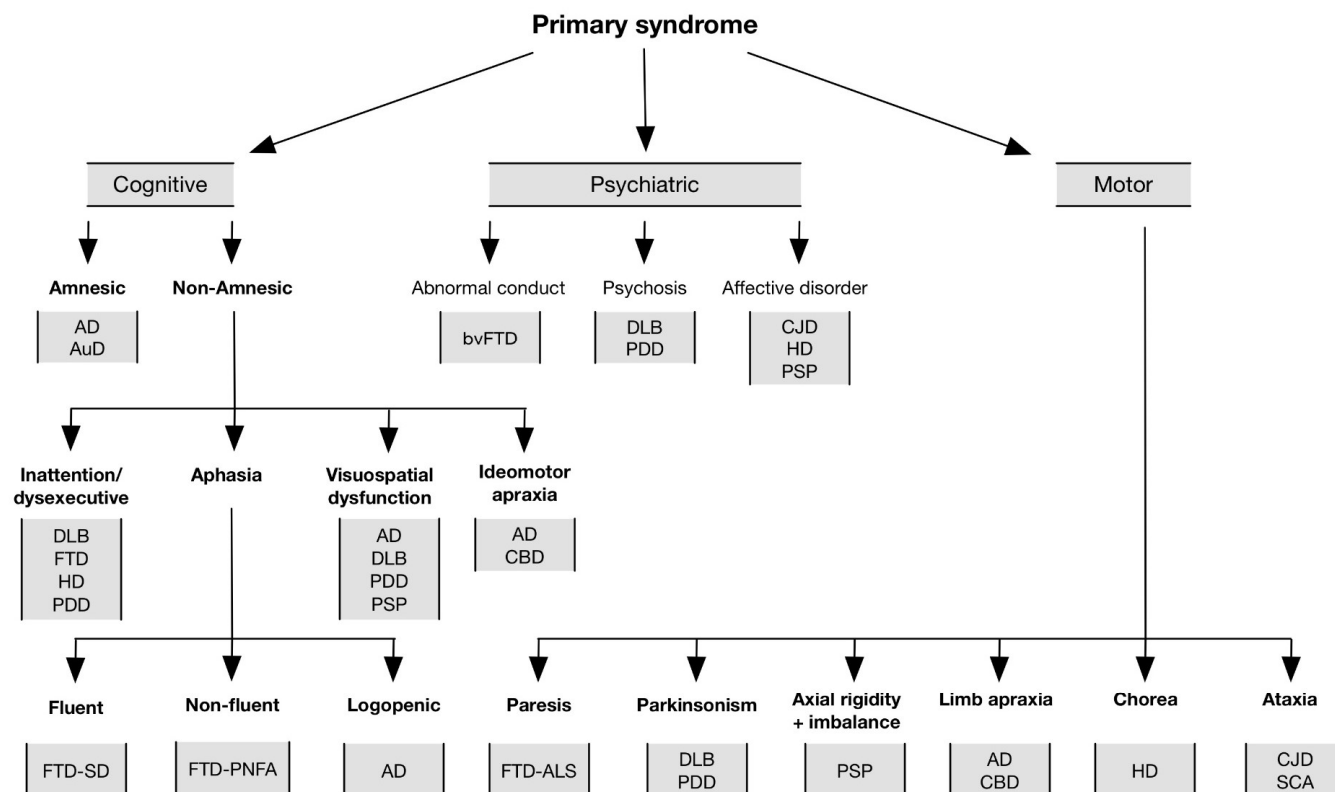 Primary syndrome
Cognitive
Psychiatric
Motor
Amnesic
Non-Amnesic
Abnormal conduct
Psychosis
Affective disorder
AD
AuD
bvFTD
DLB
PDD
CJD
HD
PSP
Inattention/
dysexecutive
Aphasia
Visuospatial
dysfunction
Ideomotor
apraxia
DLB
FTD
HD
PDD
AD
DLB
PDD
PSP
AD
CBD
Fluent
Non-fluent
Logopenic
Paresis
Parkinsonism
Axial rigidity
+ imbalance
Limb apraxia
Chorea
Ataxia
FTD-SD
FTD-PNFA
AD
FTD-ALS
DLB
PDD
PSP
AD
CBD
HD
CJD
SCA